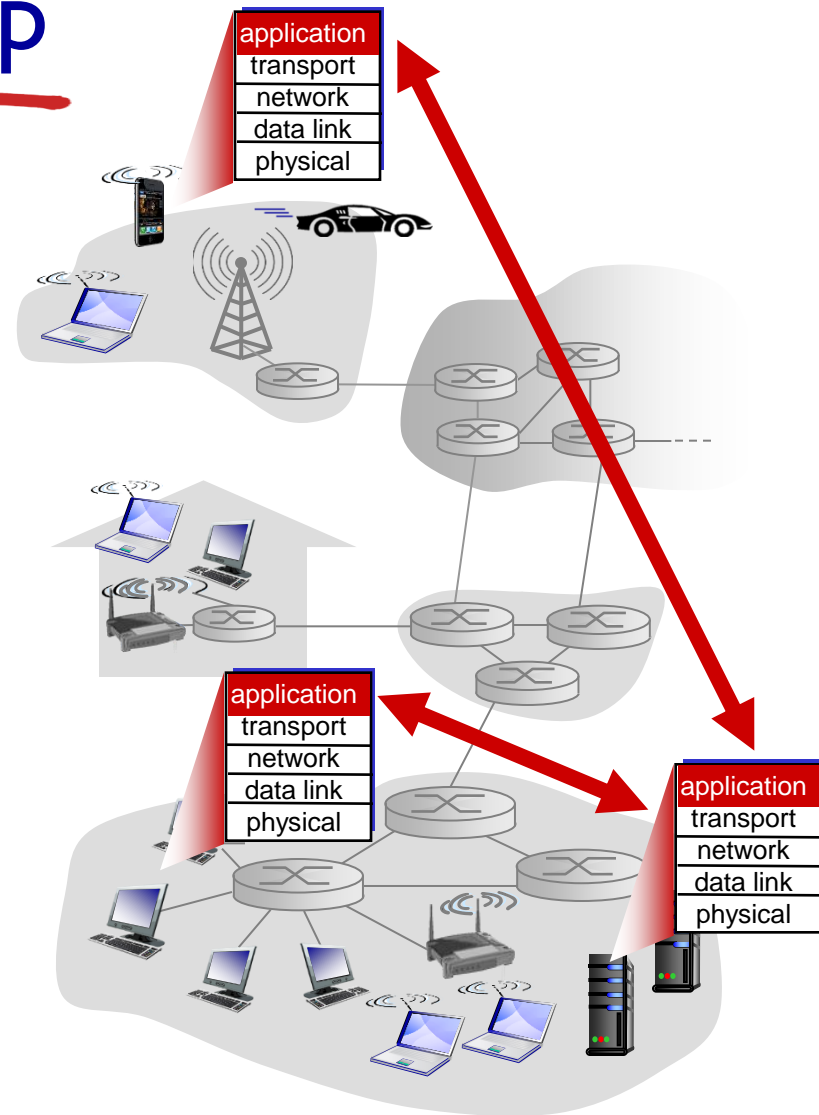 p
application
transport
network
data link
physical
application
transport
network
data link
physical
application
transport
network
data link
physical